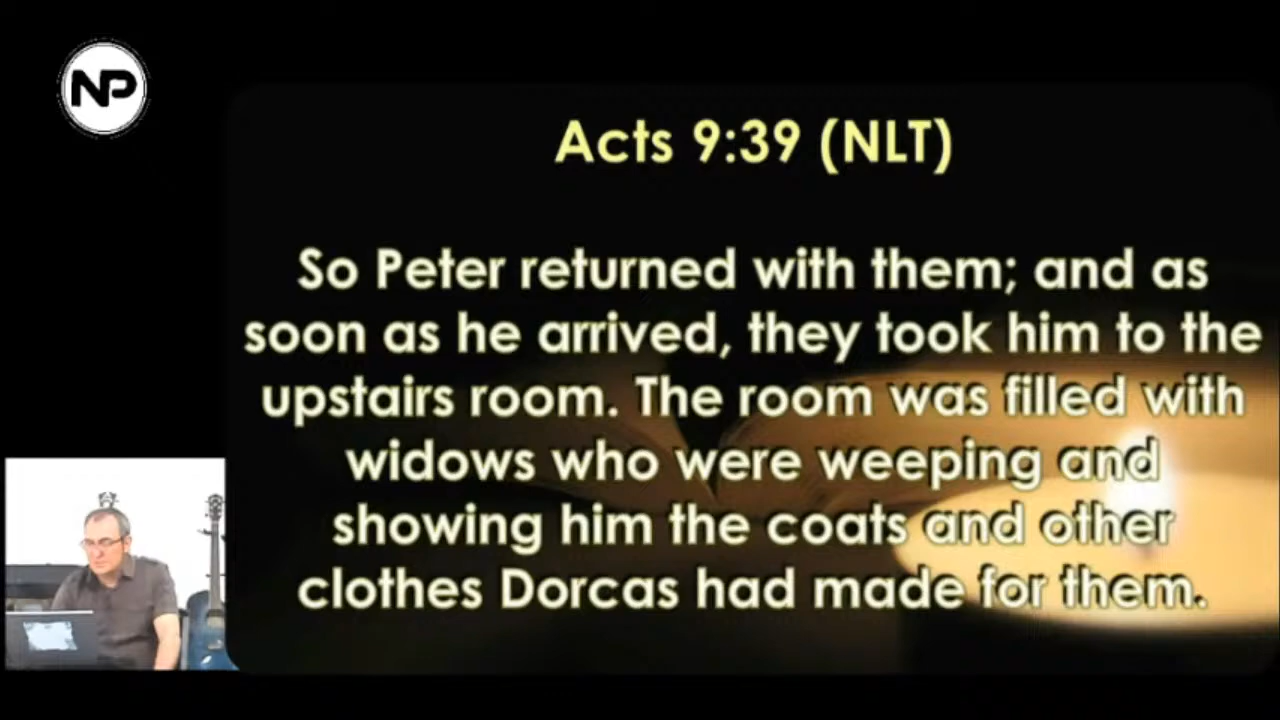 NP
Acts 9:39 (NLT)
So Peter returned with them; and as
soon as he arrived, they took him to the
upstairs room. The room was filled with
widows who were weeping and
showing him the coats and other
clothes Dorcas had made for them.